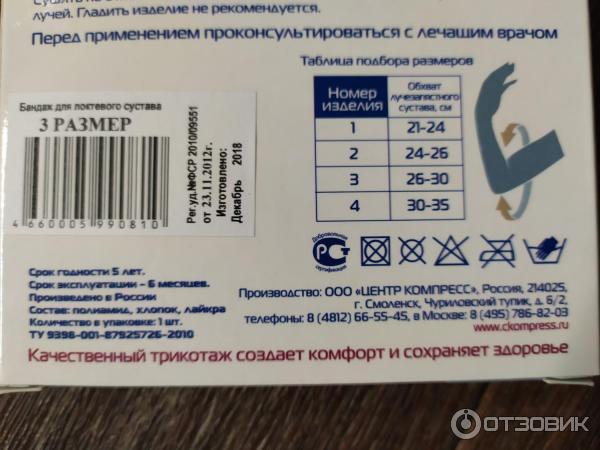 лучей. Гладить изделие не рекомендуется.
Перед применением проконсультироваться с лечащим врачом
Таблица подбора размеров
Номер изделия
Обхват лучезапястного сустава, см
1 21-24
2 24-26
3 26-30
4 30-35
Бандаж для локтевого сустава
3 РАЗМЕР
4 660005 990810
Рег.уд.№ФСР 2010/09551
от 23.11.2012г.
Изготовлено:
Декабрь 2018
Добровольная
РСТ
сертификация
Срок годности 5 лет.
Срок эксплуатации - 6 месяцев.
Произведено в России
Состав: полиамид, хлопок, лайкра
Количество в упаковке: 1 шт.
ТУ 9398-001-87925726-2010
Производство: ООО «ЦЕНТР КОМПРЕСС», Россия, 214025,
г. Смоленск, Чуриловский тупик, д. 6/2,
телефоны: 8 (4812) 66-55-45, в Москве: 8 (495) 786-82-03
www.ckompress.ru
Качественный трикотаж создает комфорт и сохраняет здоровье
ОТЗОВИК